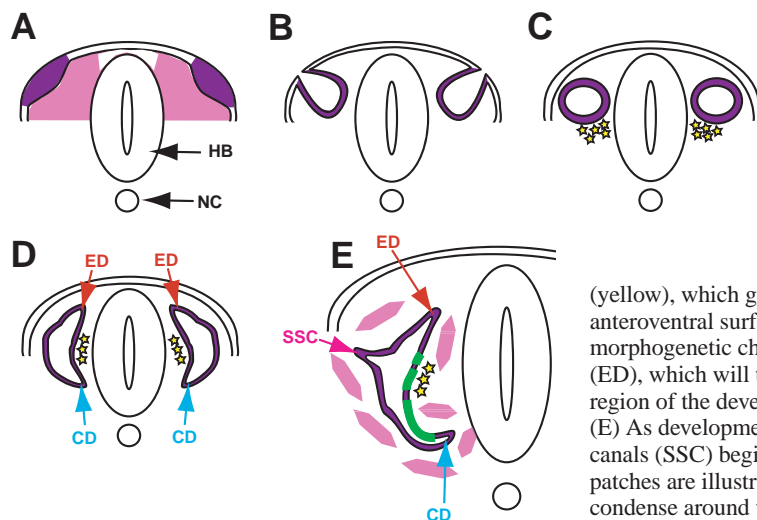 A
B
C
HB
NC
D
ED
ED
CD
CD
E
ED
SSC
CD
(yellow), which g
anteroventral surf
morphogenetic ch
(ED), which will t
region of the deve
(E) As developme
canals (SSC) begi
patches are illustr
condense around